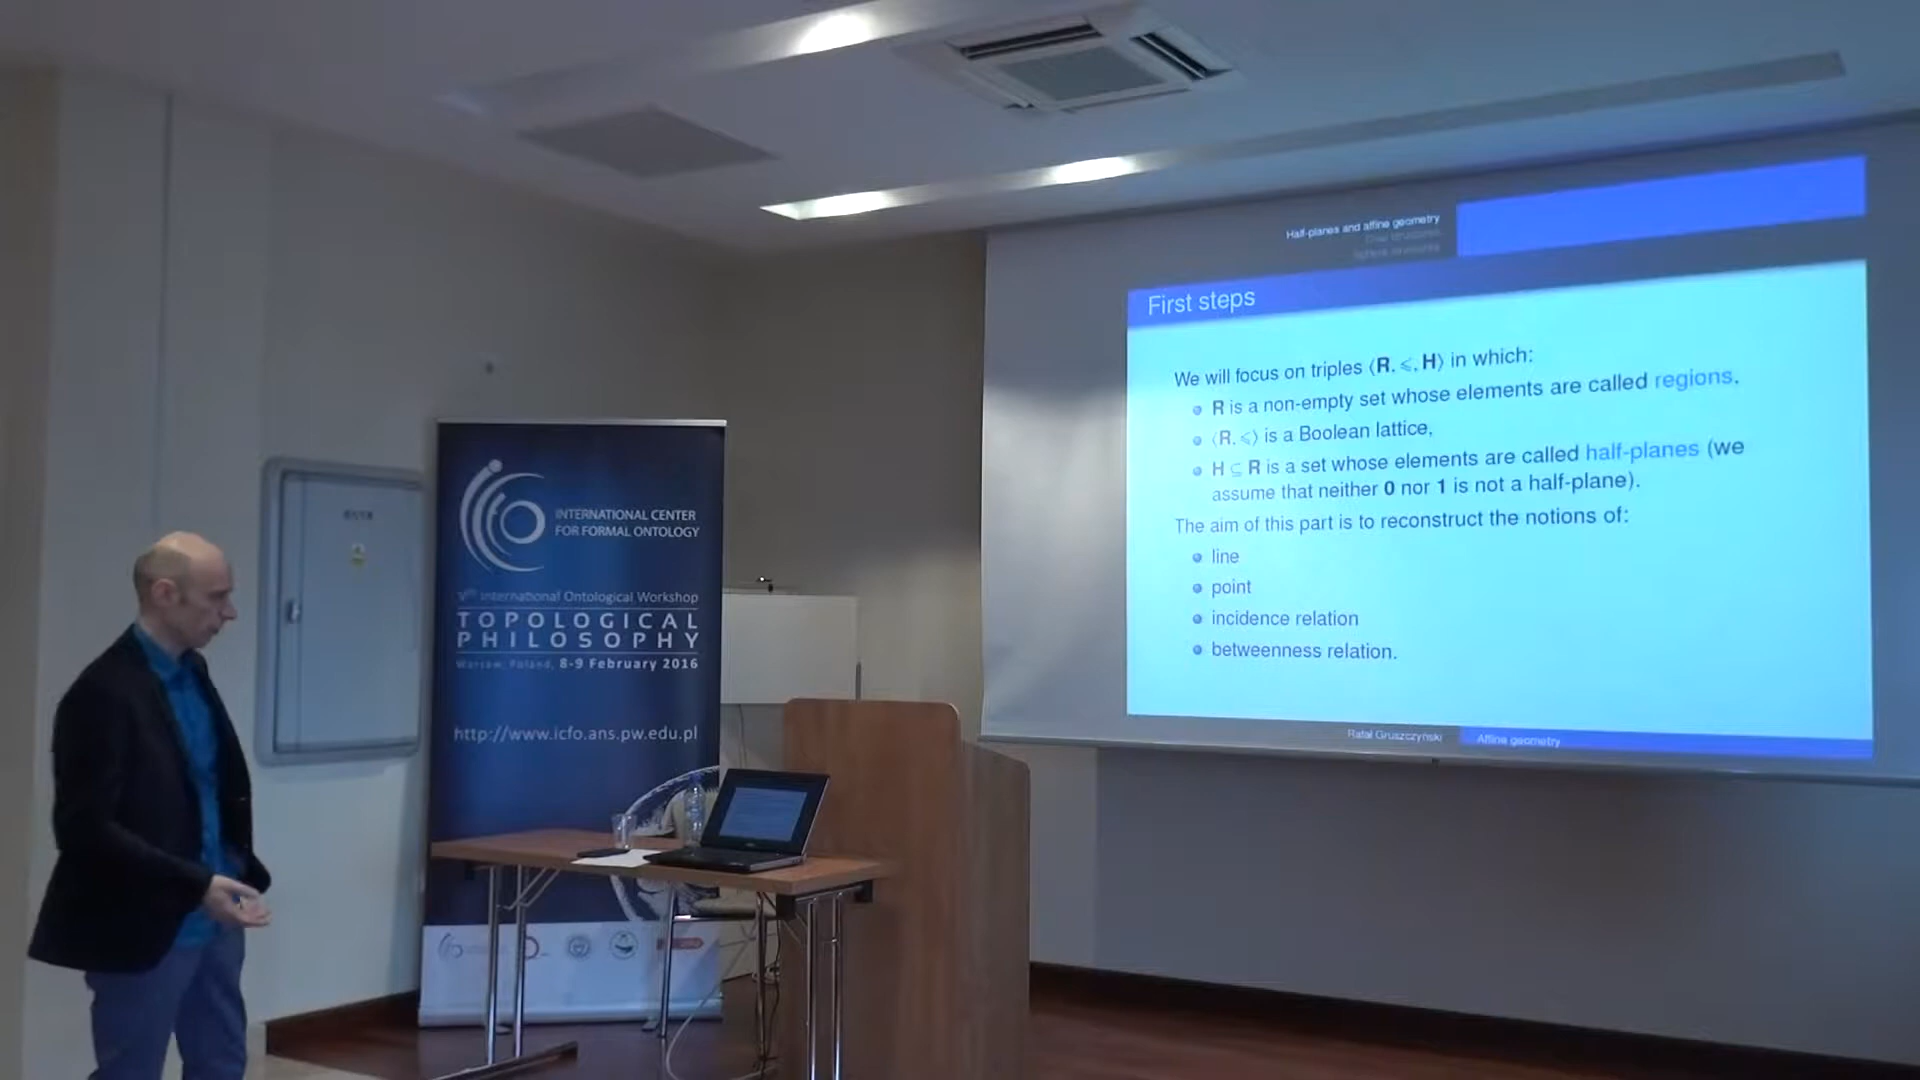 INTERNATIONAL CENTER
FOR FORMAL ONTOLOGY
Vth International Ontological Workshop
TOPOLOGICAL
PHILOSOPHY
Warsaw, Poland, 8-9 February 2016
http://www.icfo.ans.pw.edu.pl
Half-planes and affine geometry
First steps
We will focus on triples ⟨R, ⩽, H⟩ in which:
R is a non-empty set whose elements are called regions,
⟨R, ⩽⟩ is a Boolean lattice,
H ⊆ R is a set whose elements are called half-planes (we
assume that neither 0 nor 1 is not a half-plane).
The aim of this part is to reconstruct the notions of:
line
point
incidence relation
betweenness relation.
Rafał Gruszczyński
Affine geometry